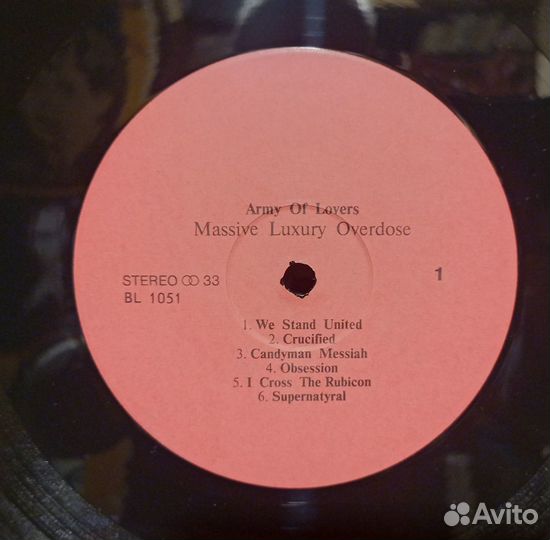 Army Of Lovers
Massive Luxury Overdose
STEREO ꝏ 33
BL 1051
1
1. We Stand United
2. Crucified
3. Candyman Messiah
4. Obsession
5. I Cross The Rubicon
6. Supernatyral
Avito